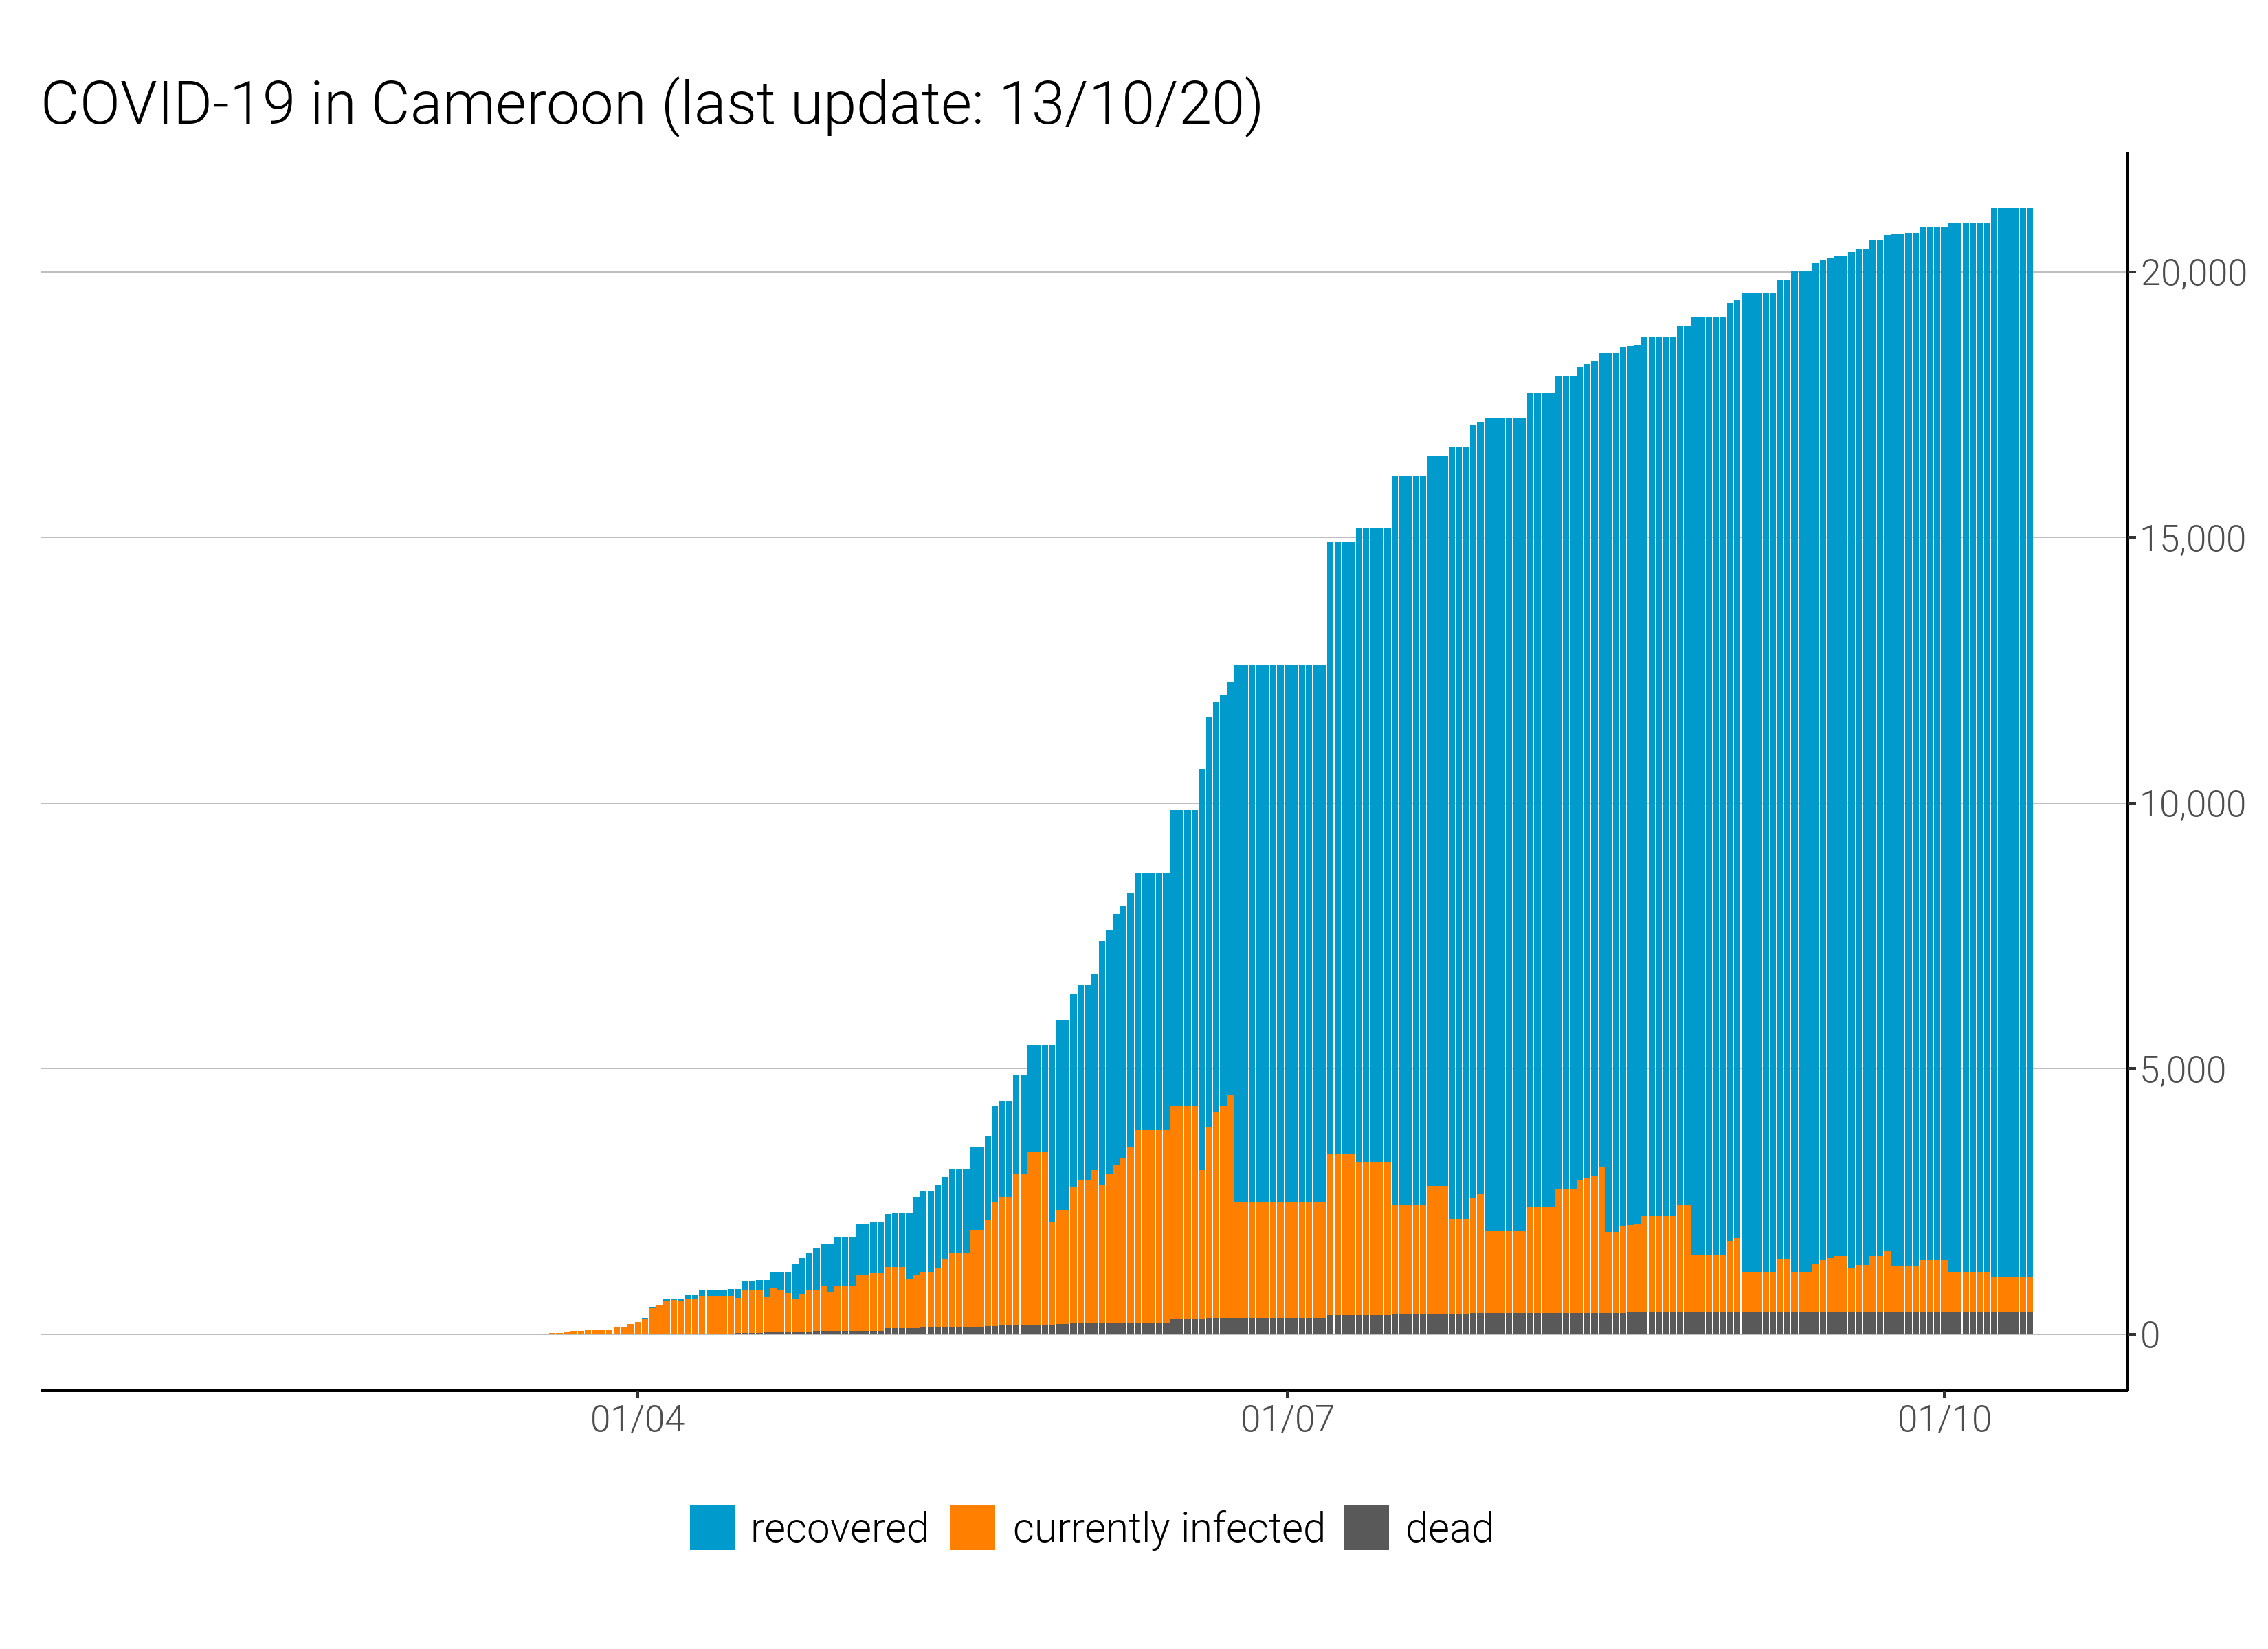 COVID-19 in Cameroon (last update: 13/10/20)
20,000
15,000
10,000
5,000
0
01/04 01/07 01/10
recovered currently infected dead